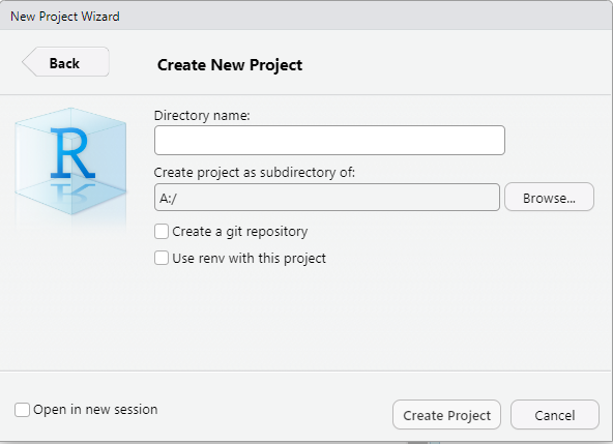 New Project Wizard
Back
Create New Project
R
Directory name:
Create project as subdirectory of:
A:/
Browse...
Create a git repository
Use renv with this project
Open in new session
Create Project
Cancel